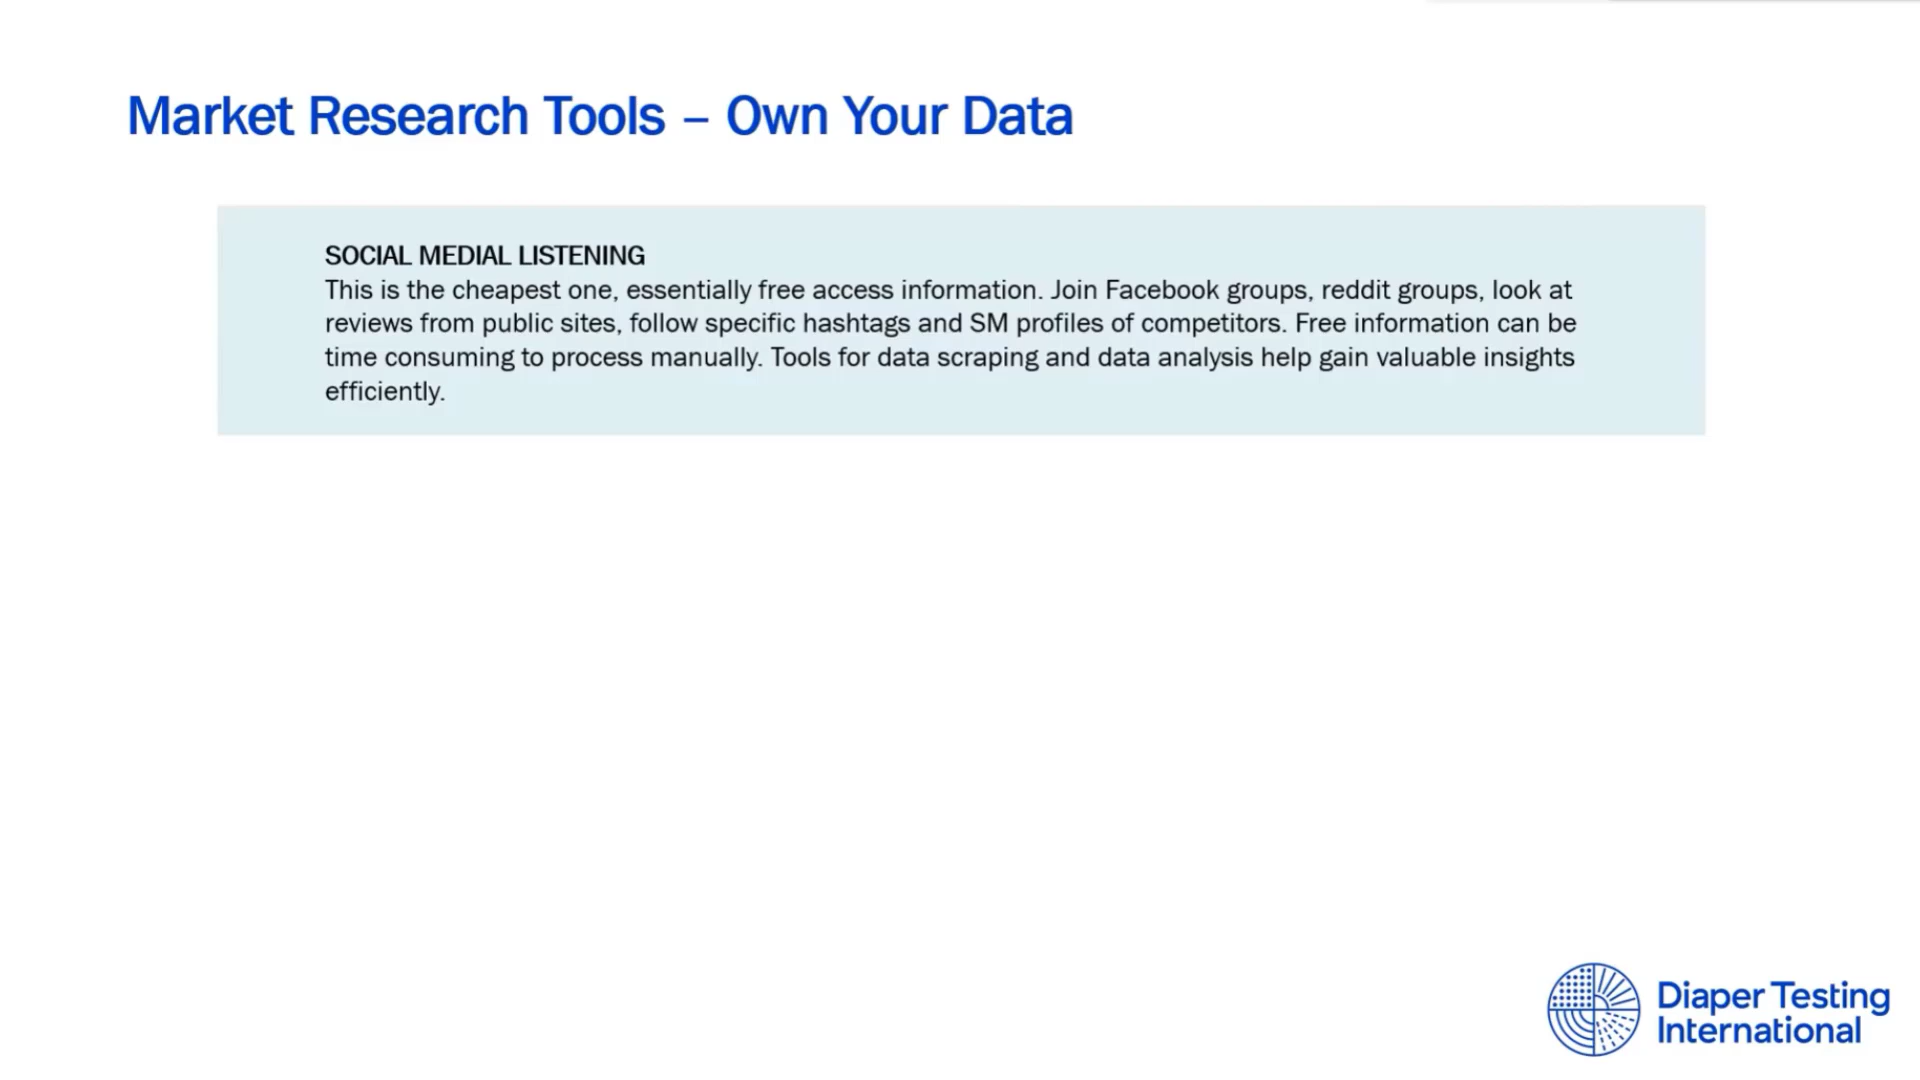 Market Research Tools – Own Your Data
SOCIAL MEDIAL LISTENING
This is the cheapest one, essentially free access information. Join Facebook groups, reddit groups, look at
reviews from public sites, follow specific hashtags and SM profiles of competitors. Free information can be
time consuming to process manually. Tools for data scraping and data analysis help gain valuable insights
efficiently.
Diaper Testing
International